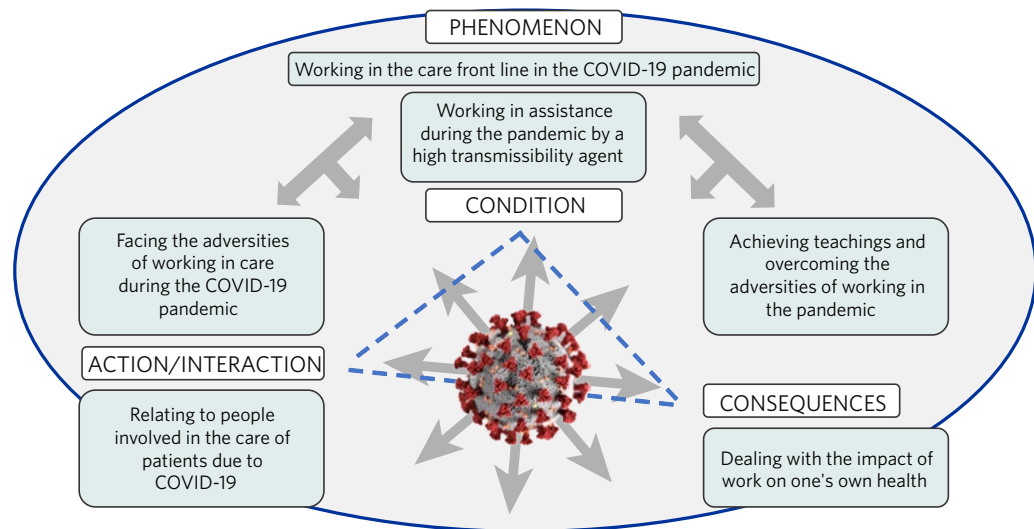 PHENOMENON
Working in the care front line in the COVID-19 pandemic
Working in assistance
during the pandemic by a
high transmissibility agent
CONDITION
Facing the adversities
of working in care
during the COVID-19
pandemic
ACTION/INTERACTION
Relating to people
involved in the care of
patients due to
COVID-19
Achieving teachings and
overcoming the
adversities of working in
the pandemic
CONSEQUENCES
Dealing with the impact of
work on one's own health